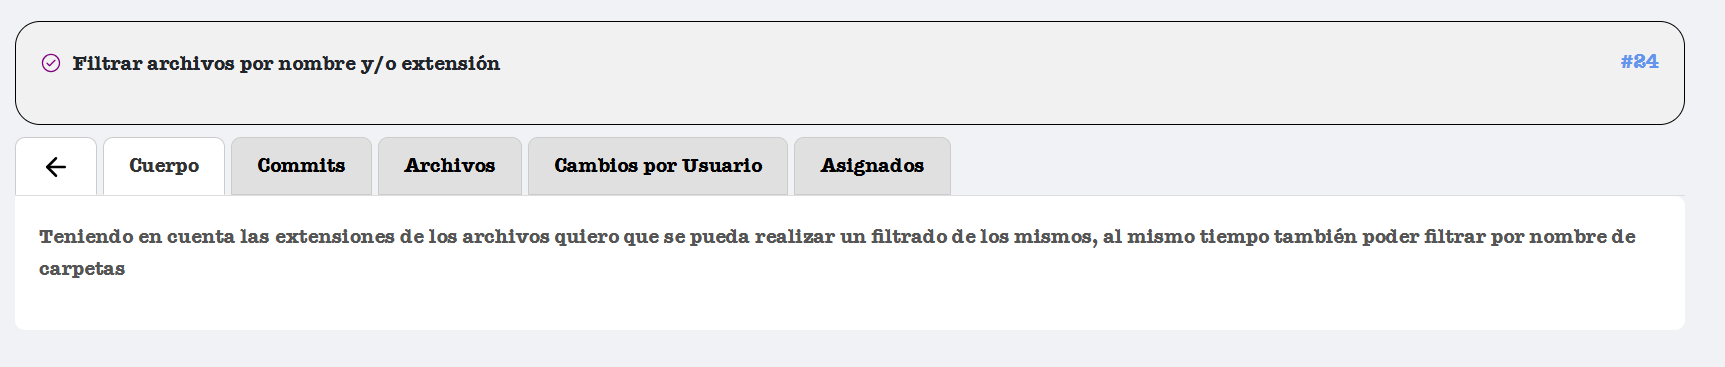 Filtrar archivos por nombre y/o extensión
#24
Cuerpo
Commits
Archivos
Cambios por Usuario
Asignados
Teniendo en cuenta las extensiones de los archivos quiero que se pueda realizar un filtrado de los mismos, al mismo tiempo también poder filtrar por nombre de
carpetas